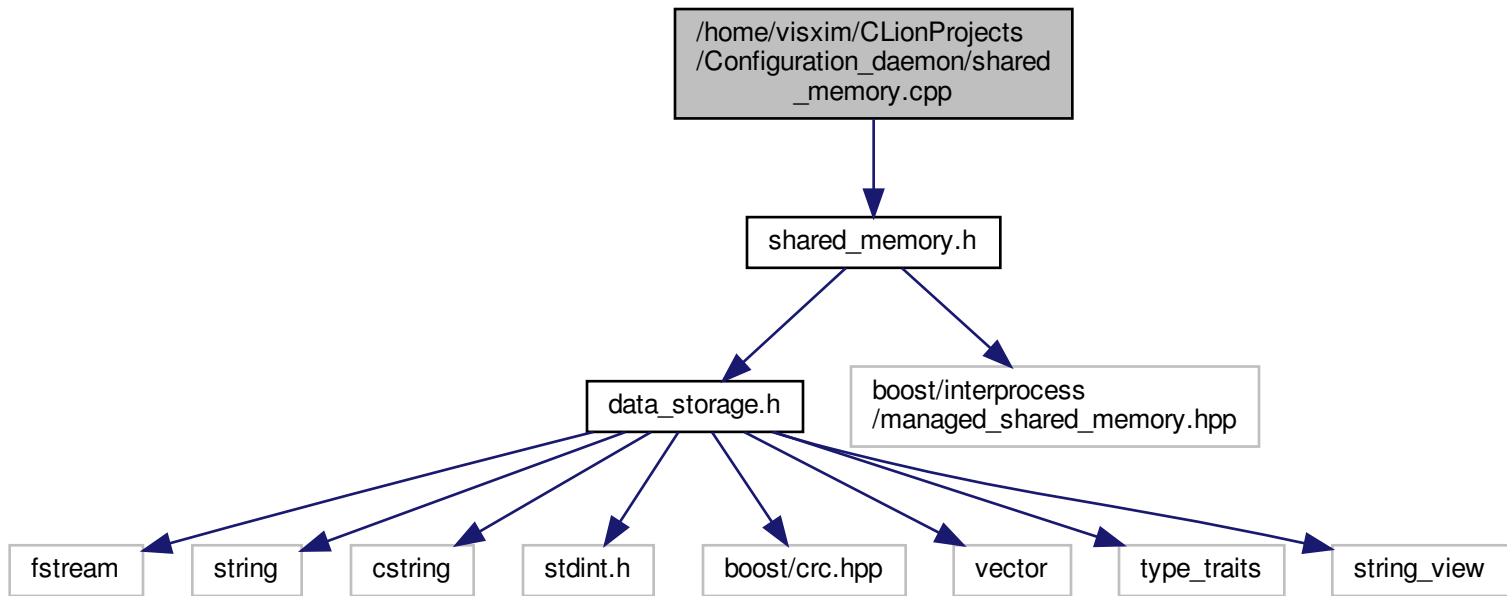 /home/visxim/CLionProjects
/Configuration_daemon/shared
_memory.cpp
shared_memory.h
data_storage.h
boost/interprocess
/managed_shared_memory.hpp
fstream
string
cstring
stdint.h
boost/crc.hpp
vector
type_traits
string_view